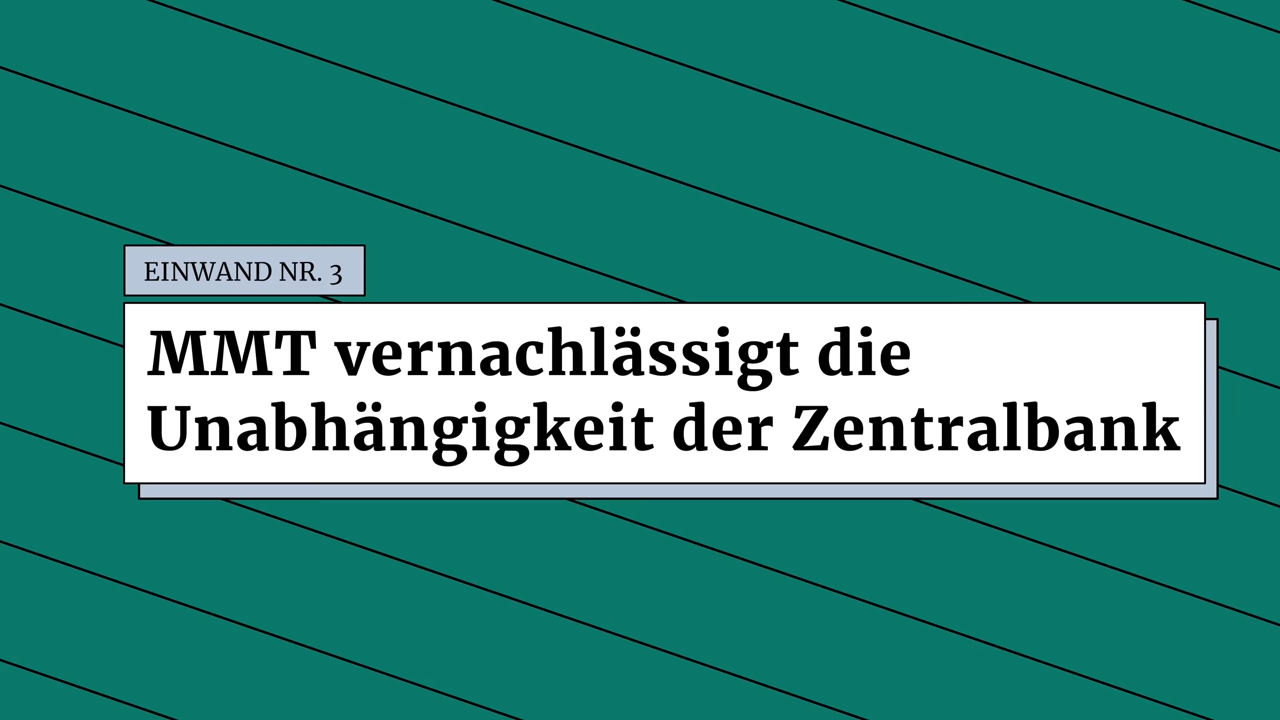 EINWAND NR. 3
MMT vernachlässigt die
Unabhängigkeit der Zentralbank